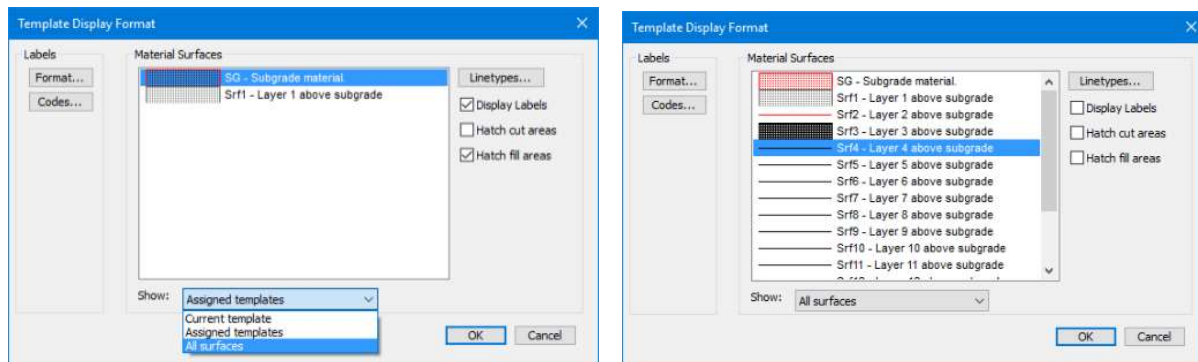 Template Display Format
Labels
Format...
Codes...
Material Surfaces
SG - Subgrade material.
Srf1 - Layer 1 above subgrade
Linetypes...
Display Labels
Hatch cut areas
Hatch fill areas
Show:
Assigned templates
Current template
Assigned templates
All surfaces
OK
Cancel
Template Display Format
Labels
Format...
Codes...
Material Surfaces
SG - Subgrade material.
Srf1 - Layer 1 above subgrade
Srf2 - Layer 2 above subgrade
Srf3 - Layer 3 above subgrade
Srf4 - Layer 4 above subgrade
Srf5 - Layer 5 above subgrade
Srf6 - Layer 6 above subgrade
Srf7 - Layer 7 above subgrade
Srf8 - Layer 8 above subgrade
Srf9 - Layer 9 above subgrade
Srf10 - Layer 10 above subgrade
Srf11 - Layer 11 above subgrade
Linetypes...
Display Labels
Hatch cut areas
Hatch fill areas
Show:
All surfaces
OK
Cancel